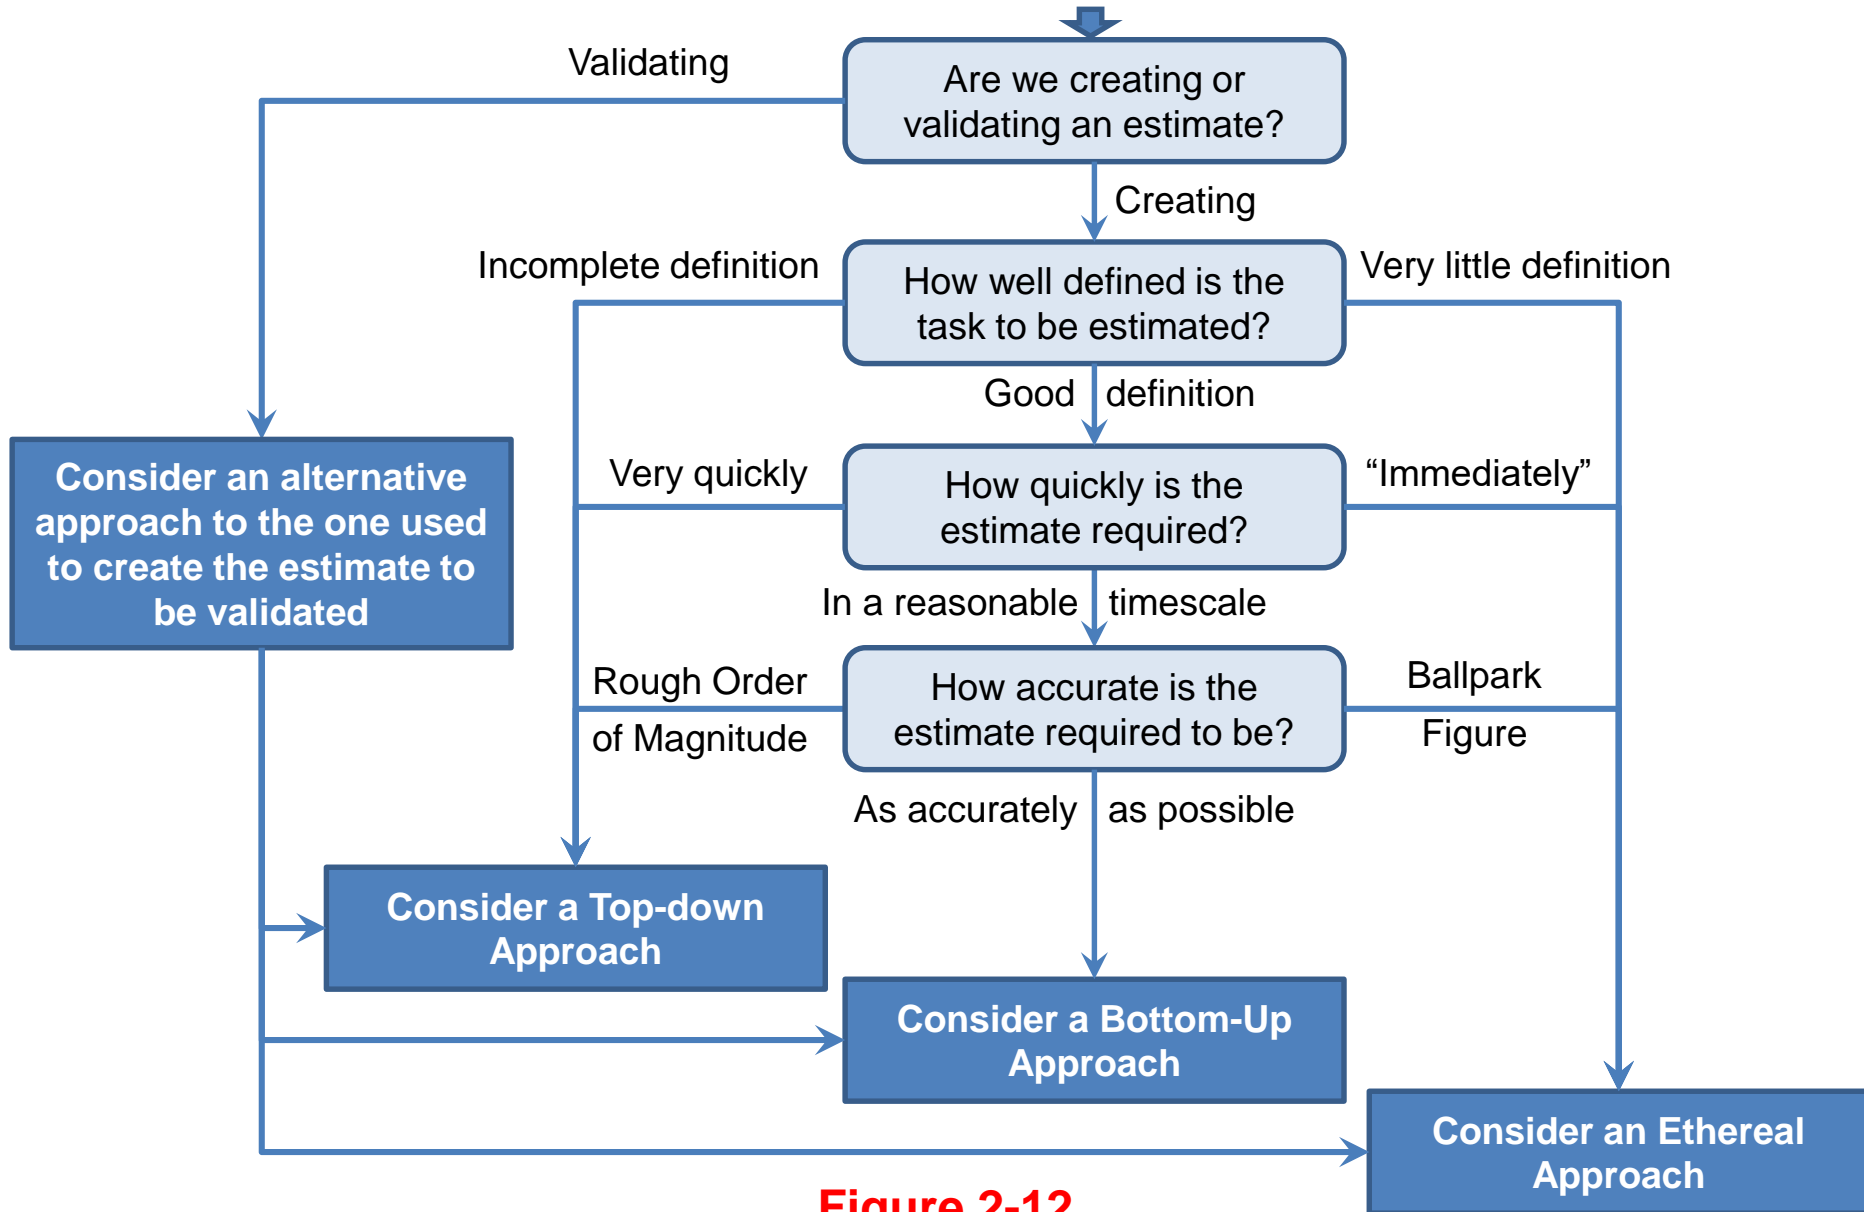 Validating
Are we creating or
validating an estimate?
Creating
Incomplete definition
How well defined is the
task to be estimated?
Very little definition
Good definition
Consider an alternative
approach to the one used
to create the estimate to
be validated
Very quickly
How quickly is the
estimate required?
“Immediately”
In a reasonable timescale
Rough Order
of Magnitude
How accurate is the
estimate required to be?
Ballpark
Figure
As accurately as possible
Consider a Top-down
Approach
Consider a Bottom-Up
Approach
Consider an Ethereal
Approach
Figure 2-12